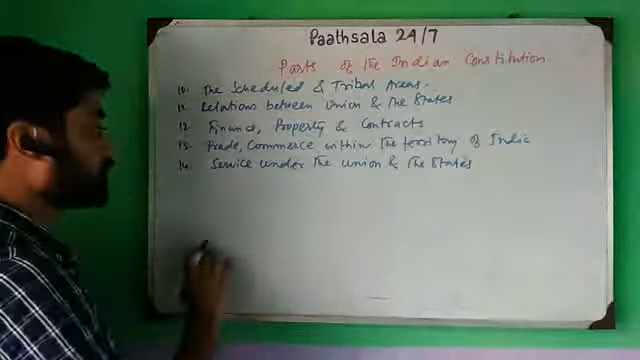 Paathsala 24/7
Parts of the Indian Constitution
10. The Scheduled & Tribal Areas.
11. Relations between Union & The States
12. Finance, Property & Contracts
13. Trade, Commerce within The territory of India
14. Service under The union & The States